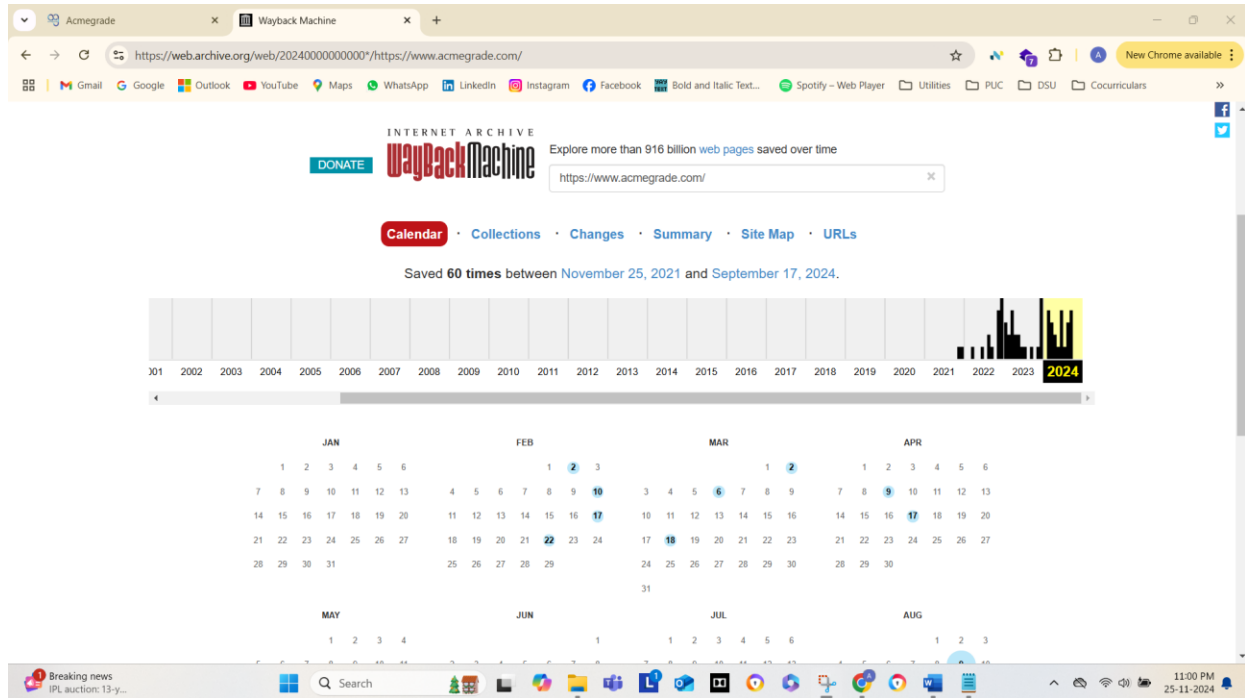 Acmegrade
Wayback Machine
https://web.archive.org/web/20240000000000*/https://www.acmegrade.com/
7
A
New Chrome available
Gmail Google Outlook YouTube Maps WhatsApp LinkedIn Instagram Facebook Bold and Italic Text... Spotify – Web Player Utilities PUC DSU Cocurriculars
DONATE
INTERNET ARCHIVE
WayBackMachine
Explore more than 916 billion web pages saved over time
https://www.acmegrade.com/
Calendar · Collections · Changes · Summary · Site Map · URLs
Saved 60 times between November 25, 2021 and September 17, 2024.
2002 2003 2004 2005 2006 2007 2008 2009 2010 2011 2012 2013 2014 2015 2016 2017 2018 2019 2020 2021 2022 2023 2024
JAN FEB MAR APR
1 2 3 4 5 6 1 2 3 1 2 1 2 3 4 5 6
7 8 9 10 11 12 13 4 5 6 7 8 9 10 3 4 5 6 7 8 9 7 8 9 10 11 12 13
14 15 16 17 18 19 20 11 12 13 14 15 16 17 10 11 12 13 14 15 16 14 15 16 17 18 19 20
21 22 23 24 25 26 27 18 19 20 21 22 23 24 17 18 19 20 21 22 23 21 22 23 24 25 26 27
28 29 30 31 25 26 27 28 29 24 25 26 27 28 29 30 28 29 30
31
MAY JUN JUL AUG
1 2 3 4 1 1 2 3 4 5 6 1 2 3
1
Breaking news
IPL auction: 13-y...
Search
11:00 PM
25-11-2024